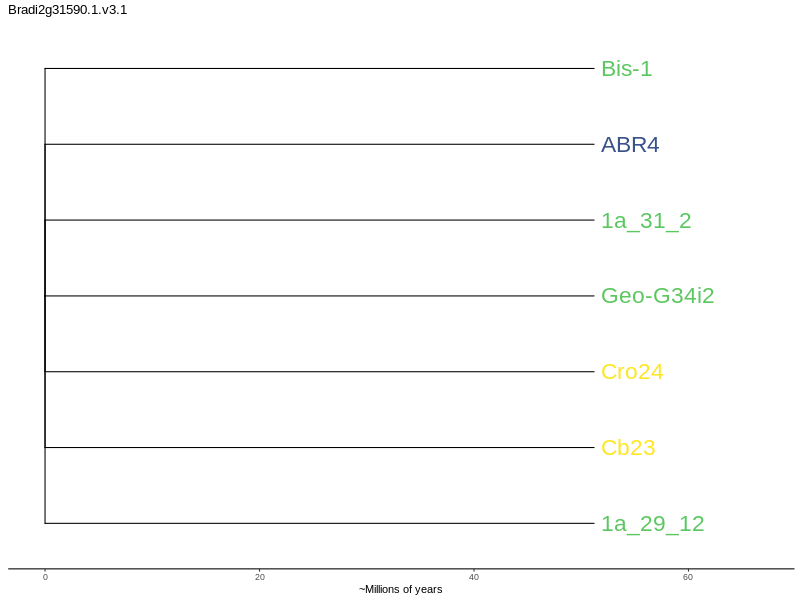 Bradi2g31590.1.v3.1
Bis-1
ABR4
1a_31_2
Geo-G34i2
Cro24
Cb23
1a_29_12
0 20 40 60
~Millions of years